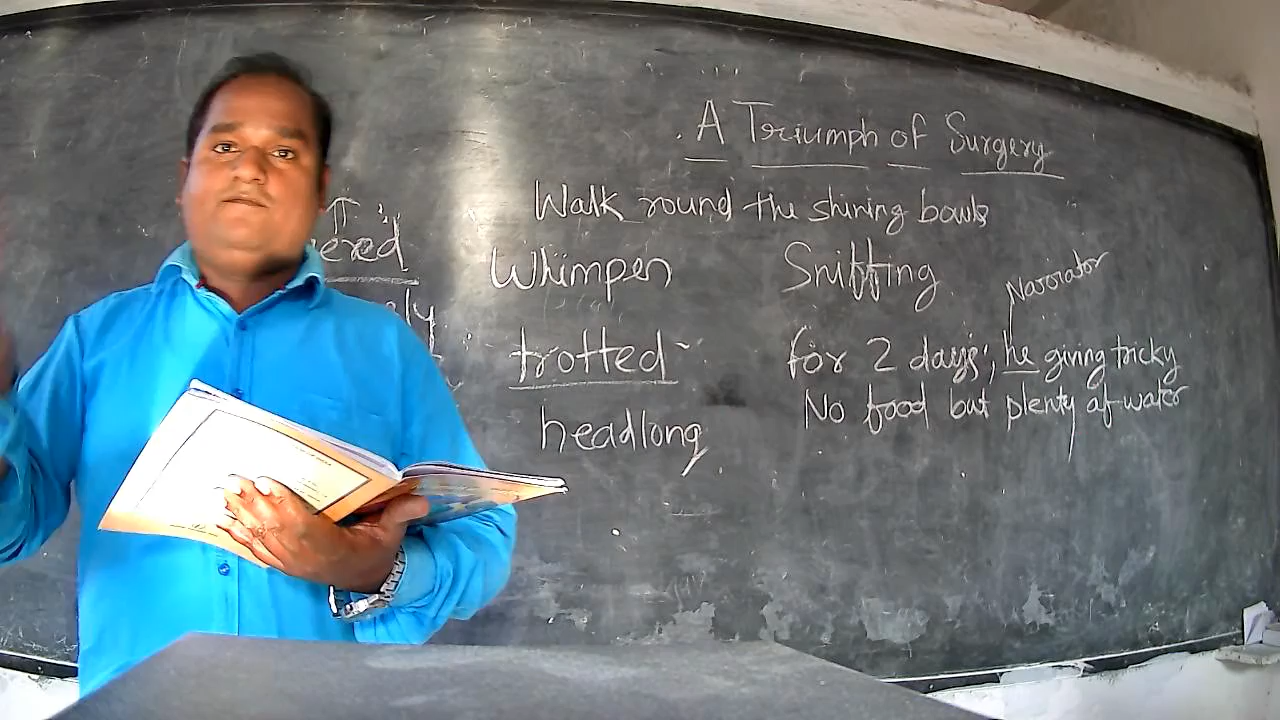 A Triumph of Surgery
Walk round the shining bowls
Whimper
Sniffing
Narorator
trotted
for 2 days, he giving tricky
No food but plenty of water
headlong